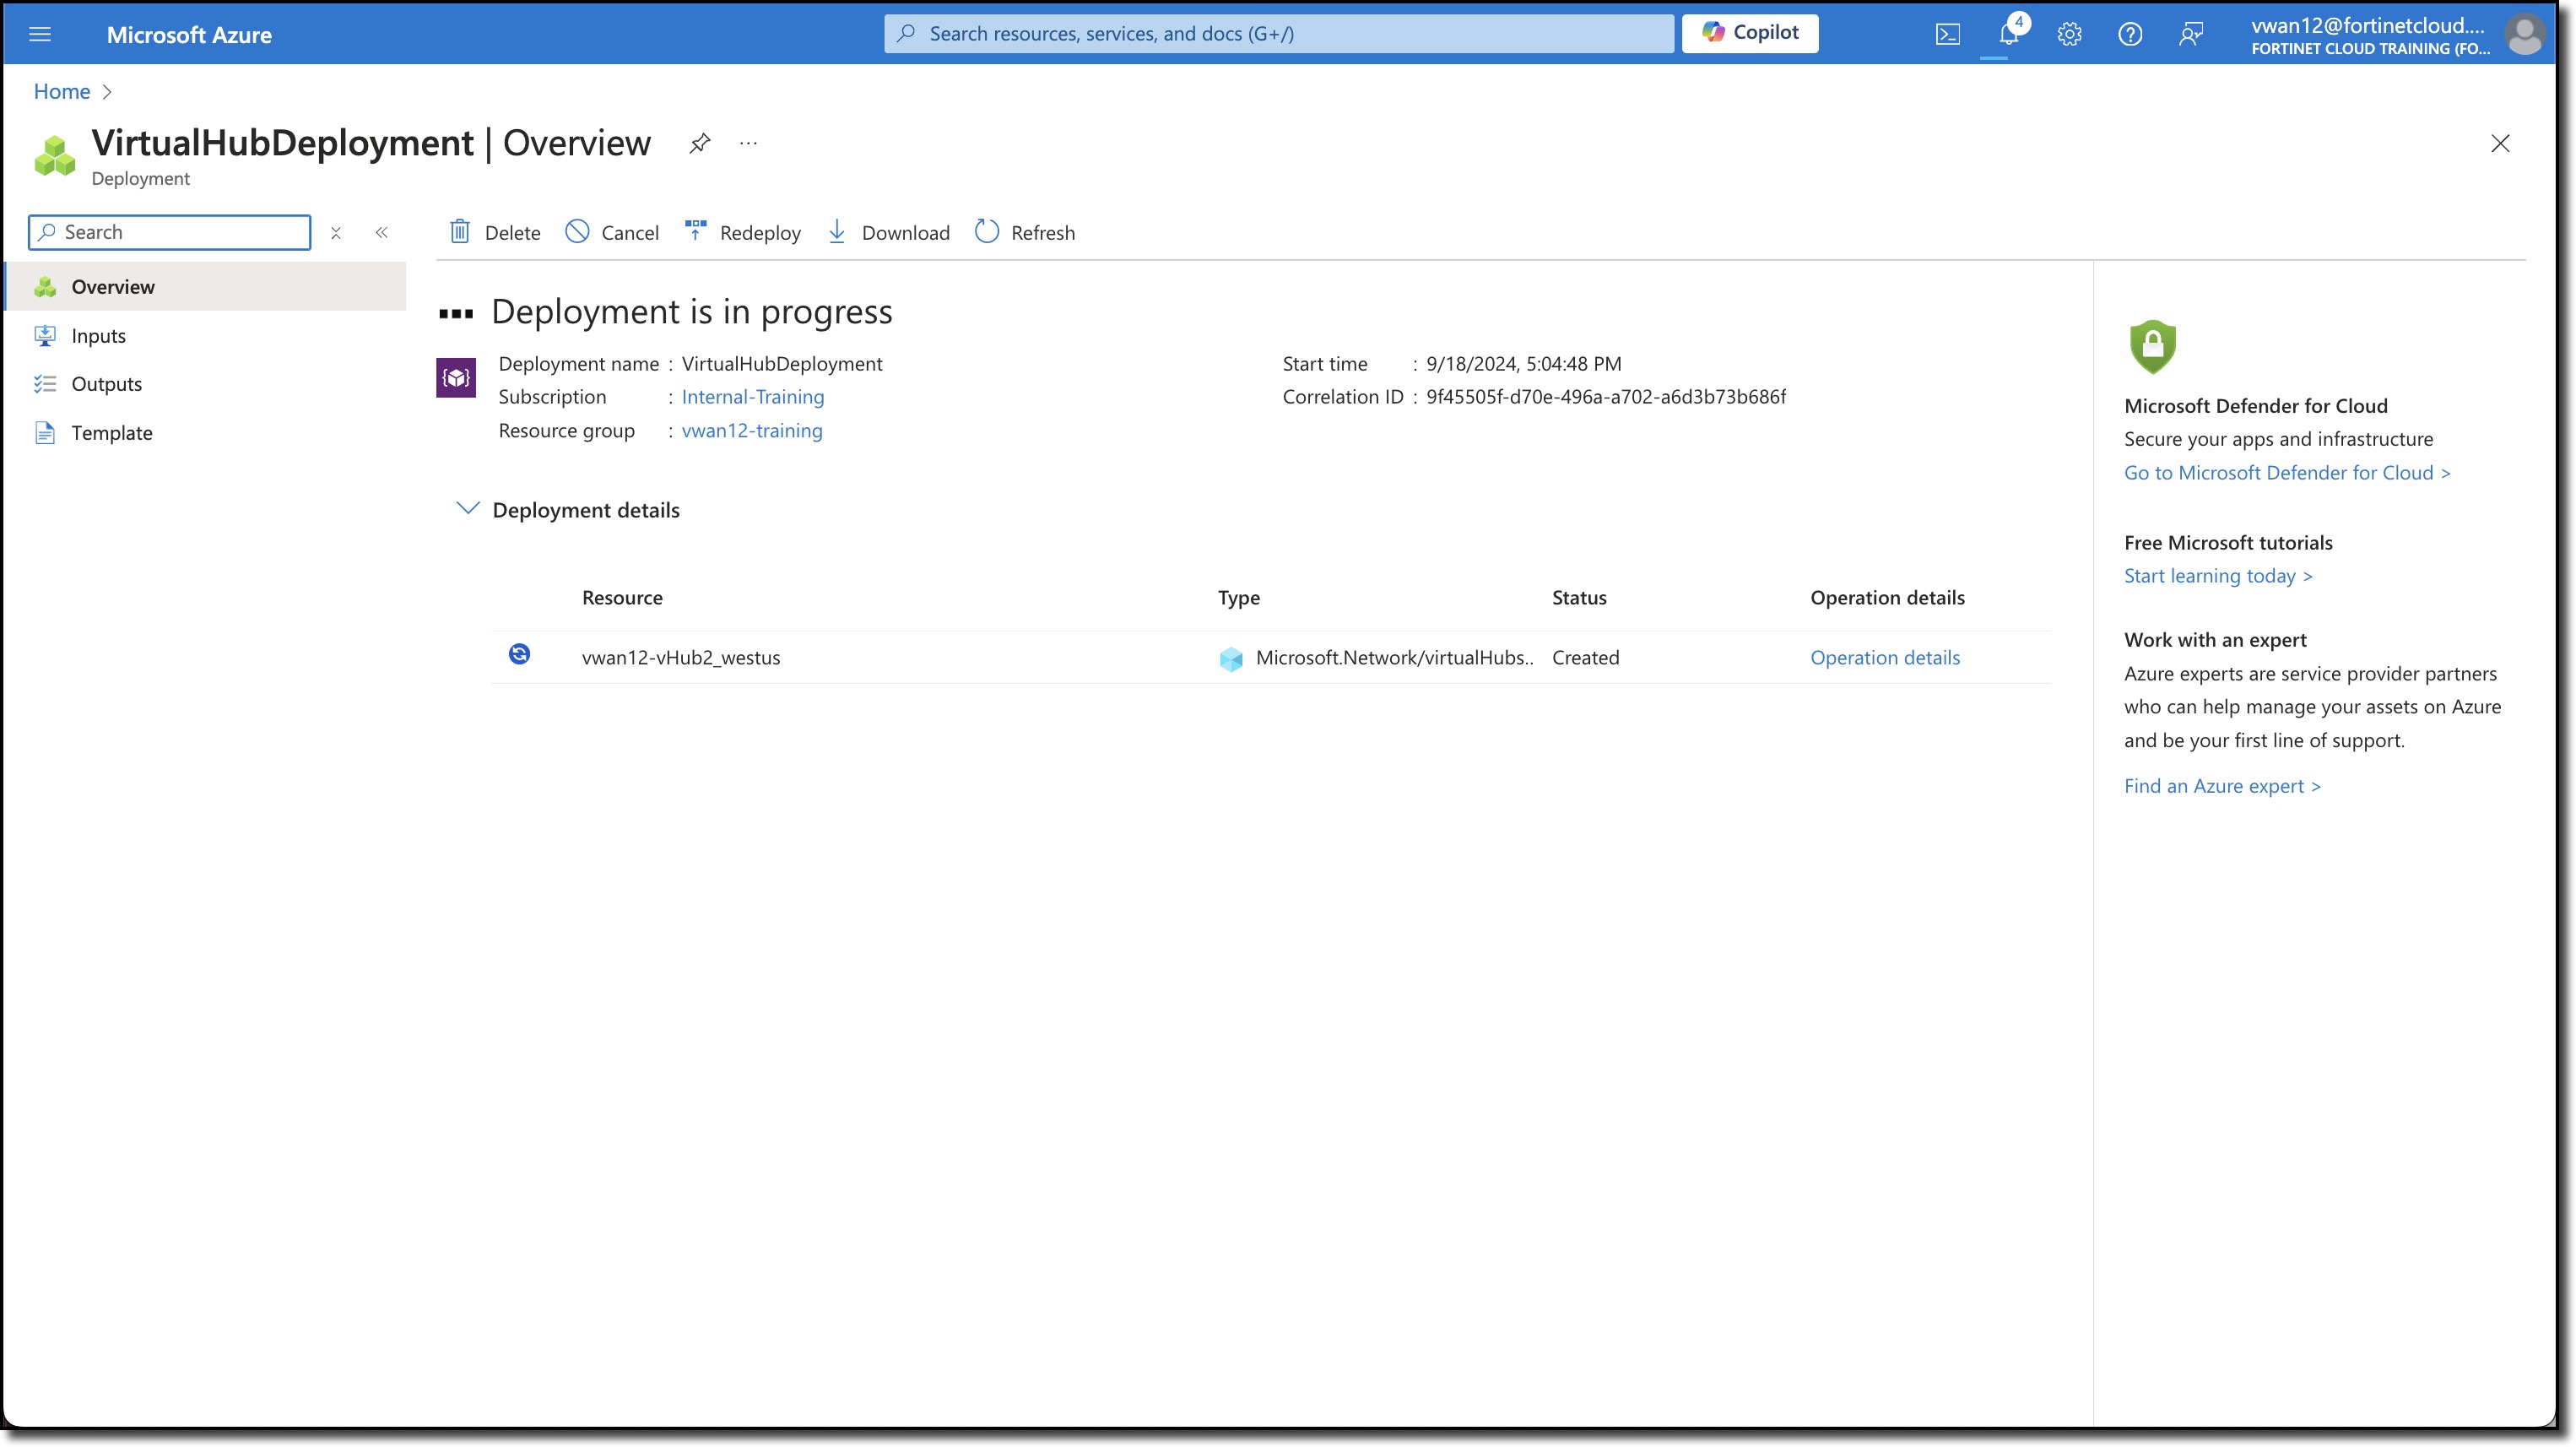 Microsoft Azure
Search resources, services, and docs (G+/)
Copilot
4
vwan12@fortinetcloud....
FORTINET CLOUD TRAINING (FO...
Home
VirtualHubDeployment | Overview
...
Deployment
Search
Delete
Cancel
Redeploy
Download
Refresh
Overview
Inputs
Outputs
Template
Deployment is in progress
Deployment name : VirtualHubDeployment
Subscription : Internal-Training
Resource group : vwan12-training
Start time : 9/18/2024, 5:04:48 PM
Correlation ID : 9f45505f-d70e-496a-a702-a6d3b73b686f
Deployment details
Resource Type Status Operation details
vwan12-vHub2_westus Microsoft.Network/virtualHubs.. Created Operation details
Microsoft Defender for Cloud
Secure your apps and infrastructure
Go to Microsoft Defender for Cloud >
Free Microsoft tutorials
Start learning today >
Work with an expert
Azure experts are service provider partners
who can help manage your assets on Azure
and be your first line of support.
Find an Azure expert >